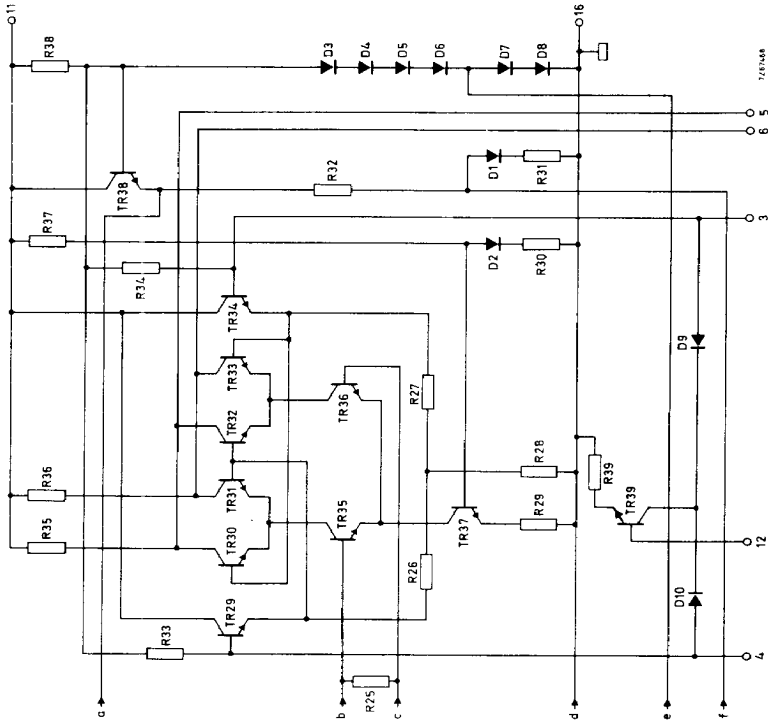 11
16
R38
D3
D4
D5
D6
D7
D8
7Z67468
5
6
TR38
R32
D1
R31
R37
R34
3
D2
R30
TR34
TR33
TR32
TR36
R27
D9
R36
R35
TR31
TR30
TR35
R28
R29
R39
TR37
TR39
12
R26
TR29
D10
R33
4
R25
a
b
c
d
e
f